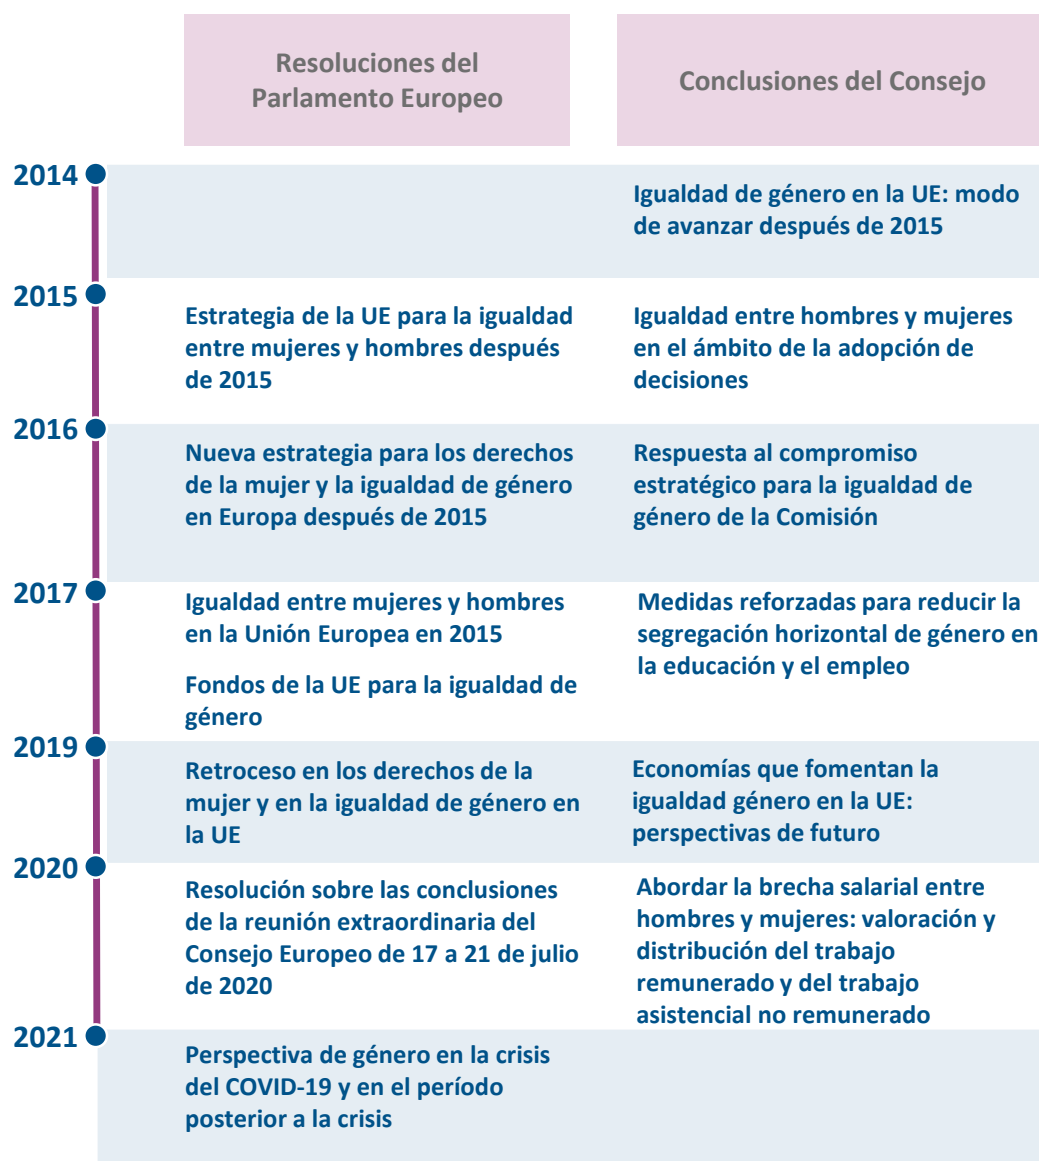 Resoluciones del
Parlamento Europeo
Conclusiones del Consejo
2014
Igualdad de género en la UE: modo
de avanzar después de 2015
2015
Estrategia de la UE para la igualdad
entre mujeres y hombres después
de 2015
Igualdad entre hombres y mujeres
en el ámbito de la adopción de
decisiones
2016
Nueva estrategia para los derechos
de la mujer y la igualdad de género
en Europa después de 2015
Respuesta al compromiso
estratégico para la igualdad de
género de la Comisión
2017
Igualdad entre mujeres y hombres
en la Unión Europea en 2015
Fondos de la UE para la igualdad de
género
Medidas reforzadas para reducir la
segregación horizontal de género en
la educación y el empleo
2019
Retroceso en los derechos de la
mujer y en la igualdad de género en
la UE
Economías que fomentan la
igualdad género en la UE:
perspectivas de futuro
2020
Resolución sobre las conclusiones
de la reunión extraordinaria del
Consejo Europeo de 17 a 21 de julio
de 2020
Abordar la brecha salarial entre
hombres y mujeres: valoración y
distribución del trabajo
remunerado y del trabajo
asistencial no remunerado
2021
Perspectiva de género en la crisis
del COVID-19 y en el período
posterior a la crisis